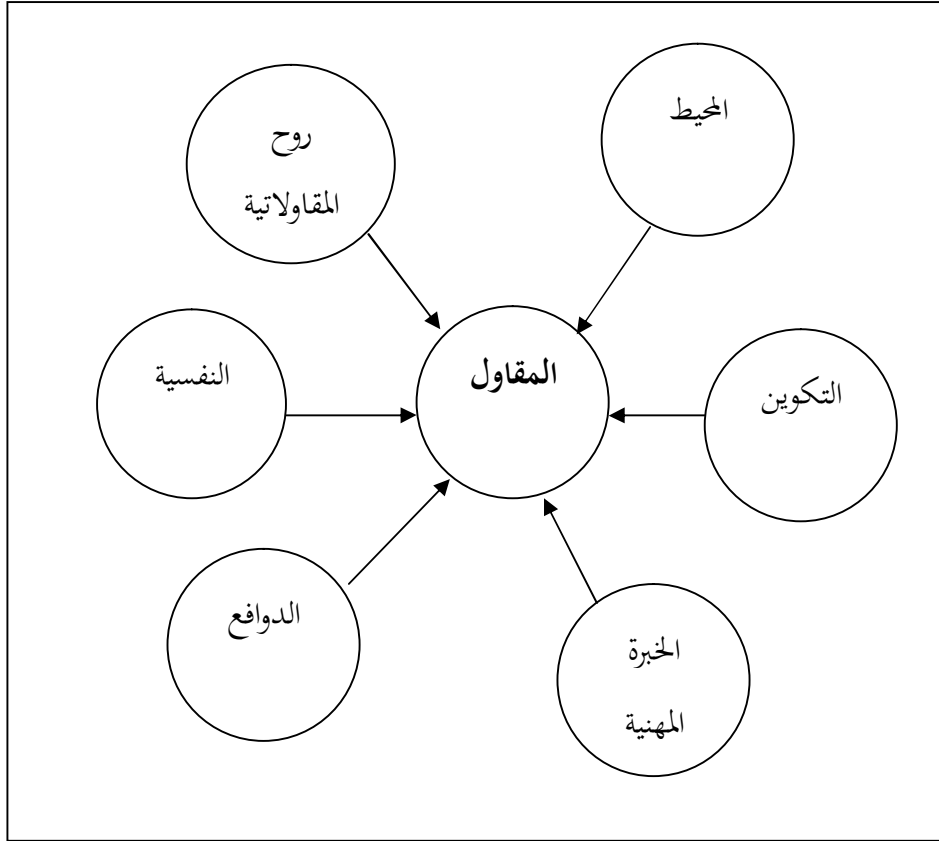 المحيط
روح
المقاولاتية
المقاول
النفسية
التكوين
الدوافع
الخبرة
المهنية